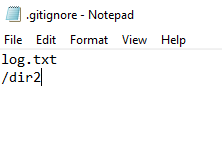 .gitignore - Notepad
File Edit Format View Help
log.txt
/dir2